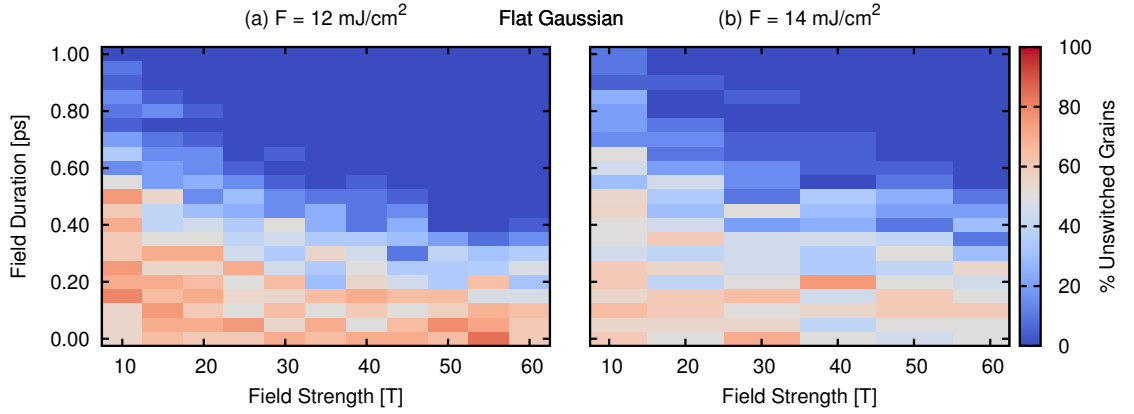 (a) F = 12 mJ/cm² Flat Gaussian (b) F = 14 mJ/cm²
1.00
0.80
0.60
0.40
0.20
0.00
Field Duration [ps]
10 20 30 40 50 60
Field Strength [T]
10 20 30 40 50 60
Field Strength [T]
100
80
60
40
20
0
% Unswitched Grains